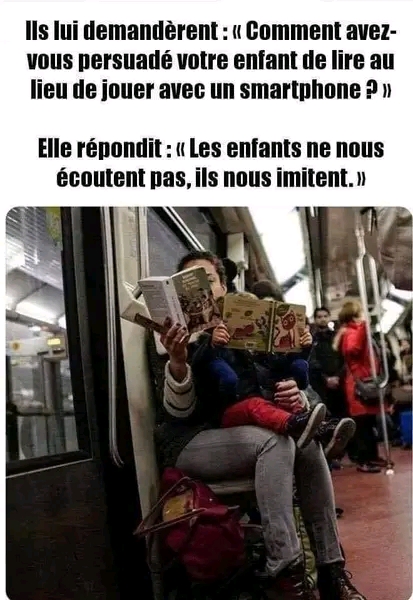 Ils lui demandèrent : « Comment avez-
vous persuadé votre enfant de lire au
lieu de jouer avec un smartphone ? »
Elle répondit : « Les enfants ne nous
écoutent pas, ils nous imitent. »